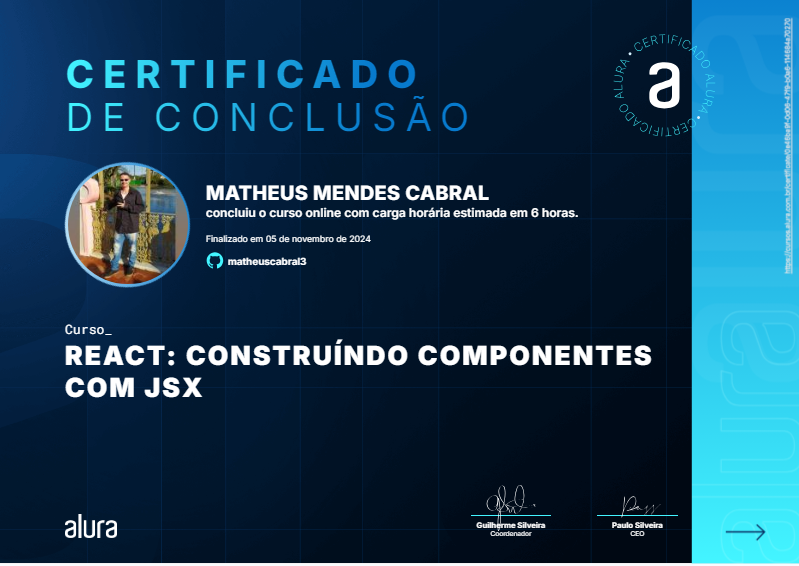 CERTIFICADO
DE CONCLUSÃO
CERTIFICADO ALURA • CERTIFICADO ALURA •
a
MATHEUS MENDES CABRAL
concluiu o curso online com carga horária estimada em 6 horas.
Finalizado em 05 de novembro de 2024
matheuscabral3
Curso_
REACT: CONSTRUÍNDO COMPONENTES
COM JSX
alura
Guilherme Silveira
Coordenador
Paulo Silveira
CEO
alura